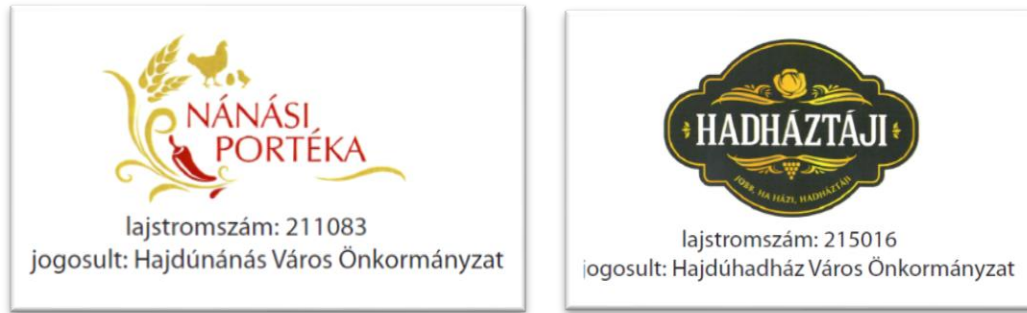 NÁNÁSI
PORTÉKA
lajstromszám: 211083
jogosult: Hajdúnánás Város Önkormányzat
HADHÁZTÁJI
JOBB, HA HÁZI, HADHÁZTÁJI
lajstromszám: 215016
jogosult: Hajdúhadház Város Önkormányzat